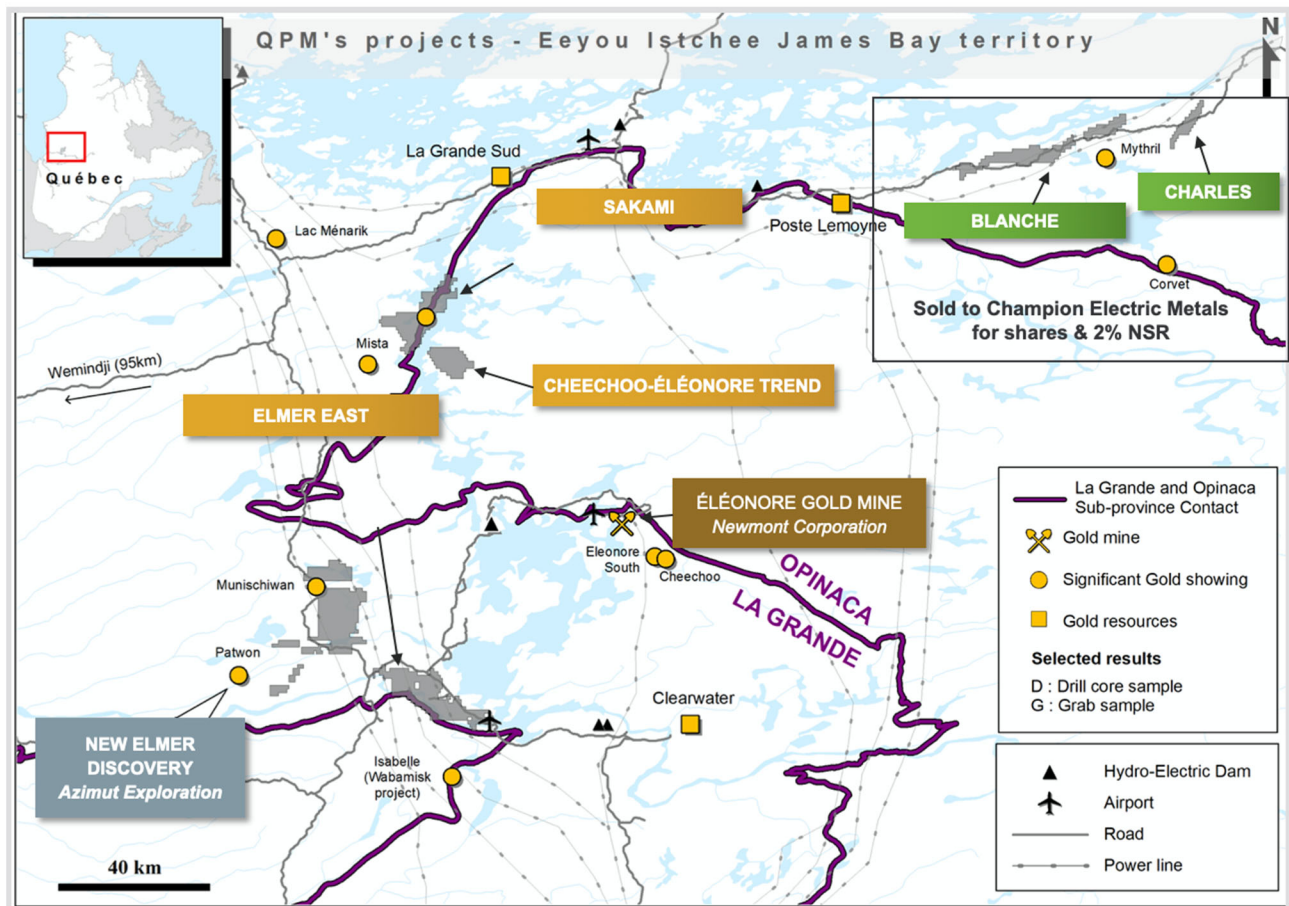 QPM's projects - Eeyou Istchee James Bay territory
N
Québec
La Grande Sud
Mythril
SAKAMI
CHARLES
Poste Lemoyne
BLANCHE
Lac Ménarik
Corvet
Sold to Champion Electric Metals
for shares & 2% NSR
Mista
Wemindji (95km)
CHEECHOO-ÉLÉONORE TREND
ELMER EAST
ÉLÉONORE GOLD MINE
Newmont Corporation
Eleonore
South
Cheechoo
OPINACA
LA GRANDE
Munischiwan
Patwon
Clearwater
NEW ELMER
DISCOVERY
Azimut Exploration
Isabelle
(Wabamisk
project)
40 km
La Grande and Opinaca
Sub-province Contact
Gold mine
Significant Gold showing
Gold resources
Selected results
D : Drill core sample
G : Grab sample
Hydro-Electric Dam
Airport
Road
Power line